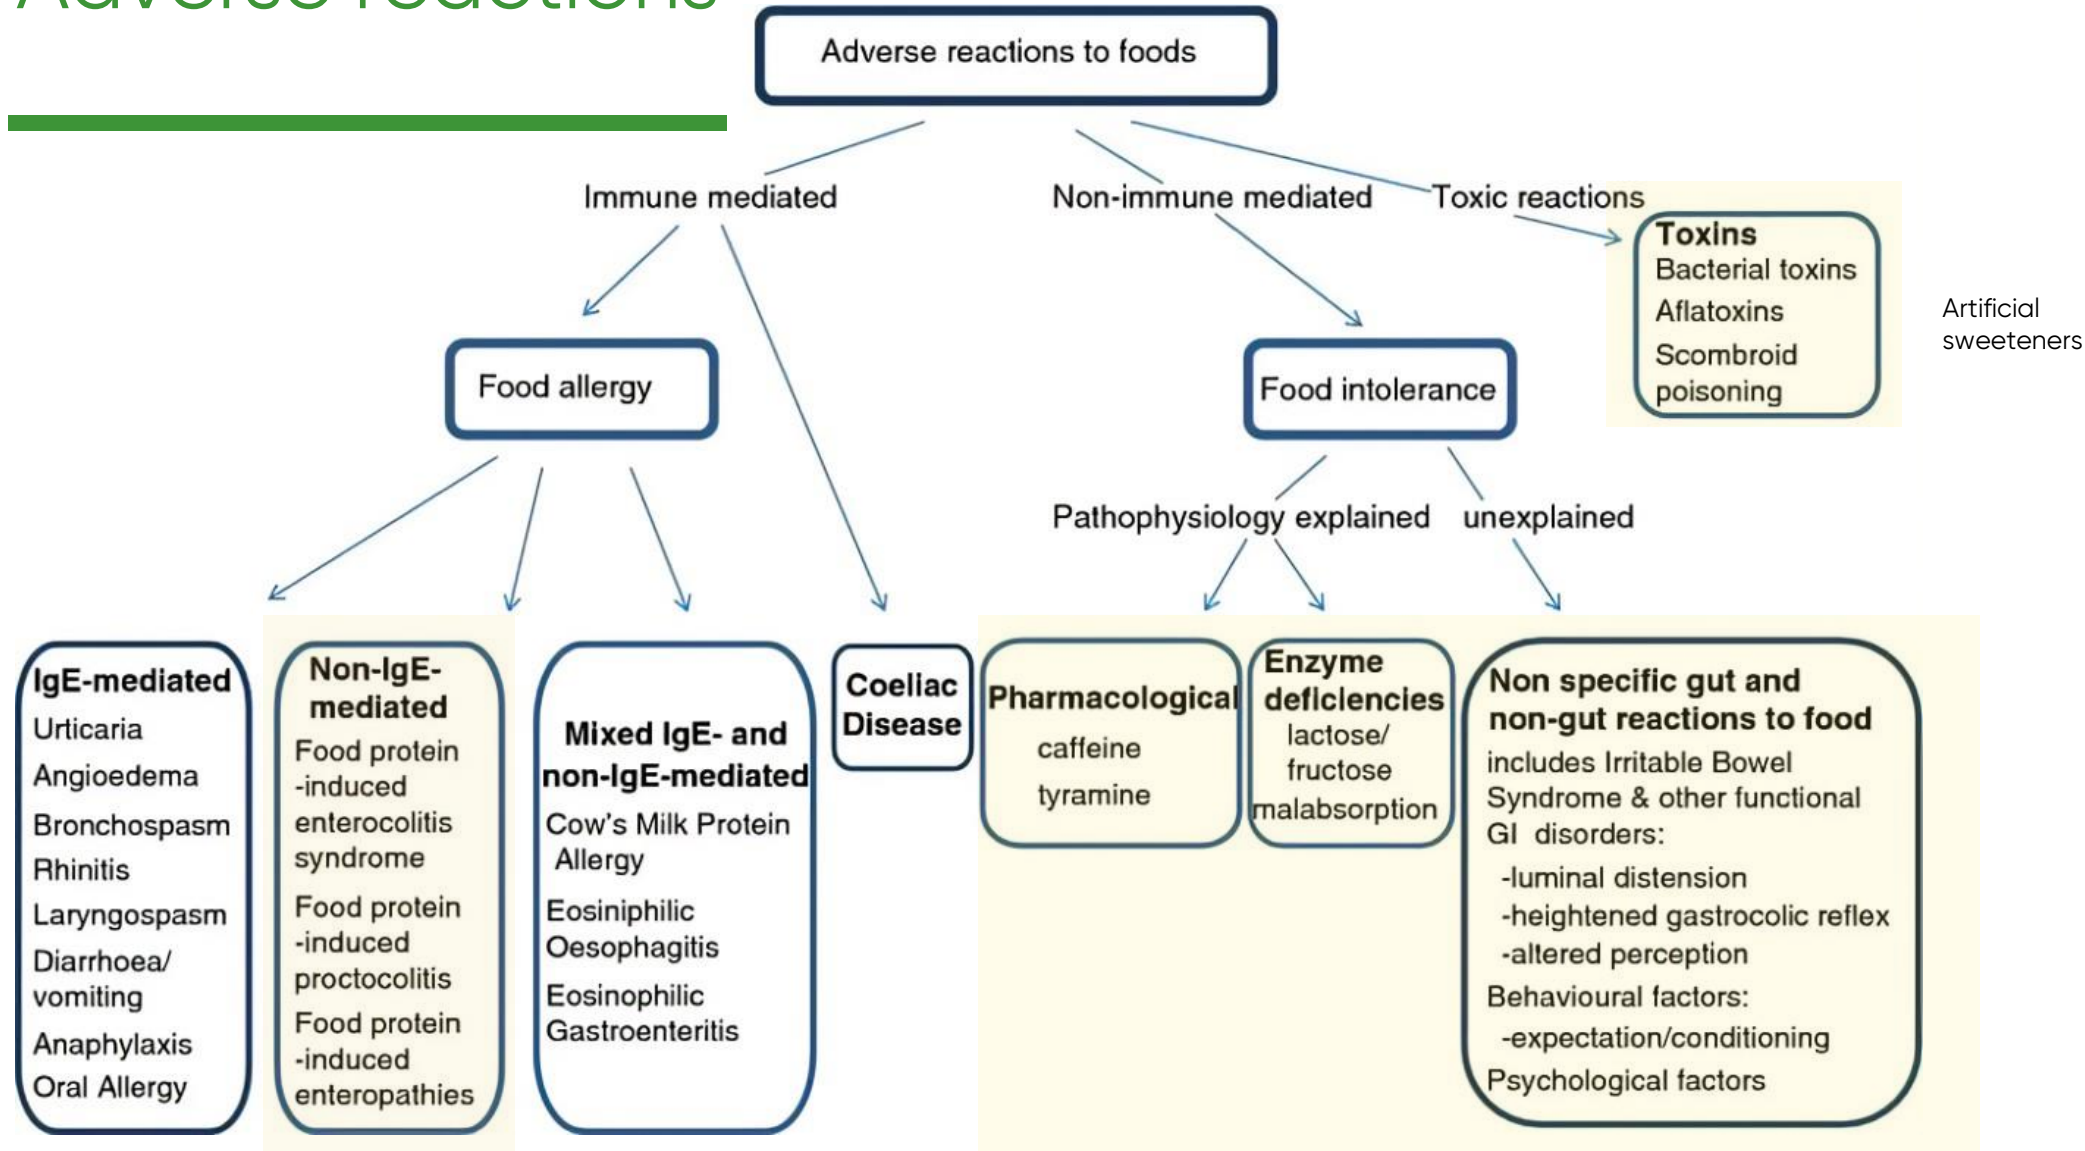 Adverse reactions
Adverse reactions to foods
Immune mediated
Non-immune mediated
Toxic reactions
Toxins
Bacterial toxins
Aflatoxins
Scombroid
poisoning
Artificial
sweeteners
Food allergy
Food intolerance
Pathophysiology explained
unexplained
IgE-mediated
Urticaria
Angioedema
Bronchospasm
Rhinitis
Laryngospasm
Diarrhoea/
vomiting
Anaphylaxis
Oral Allergy
Non-IgE-
mediated
Food protein
-induced
enterocolitis
syndrome
Food protein
-induced
proctocolitis
Food protein
-induced
enteropathies
Mixed IgE- and
non-IgE-mediated
Cow's Milk Protein
Allergy
Eosiniphilic
Oesophagitis
Eosinophilic
Gastroenteritis
Coeliac
Disease
Pharmacological
caffeine
tyramine
Enzyme
deficiencies
lactose/
fructose
malabsorption
Non specific gut and
non-gut reactions to food
includes Irritable Bowel
Syndrome & other functional
GI disorders:
-luminal distension
-heightened gastrocolic reflex
-altered perception
Behavioural factors:
-expectation/conditioning
Psychological factors